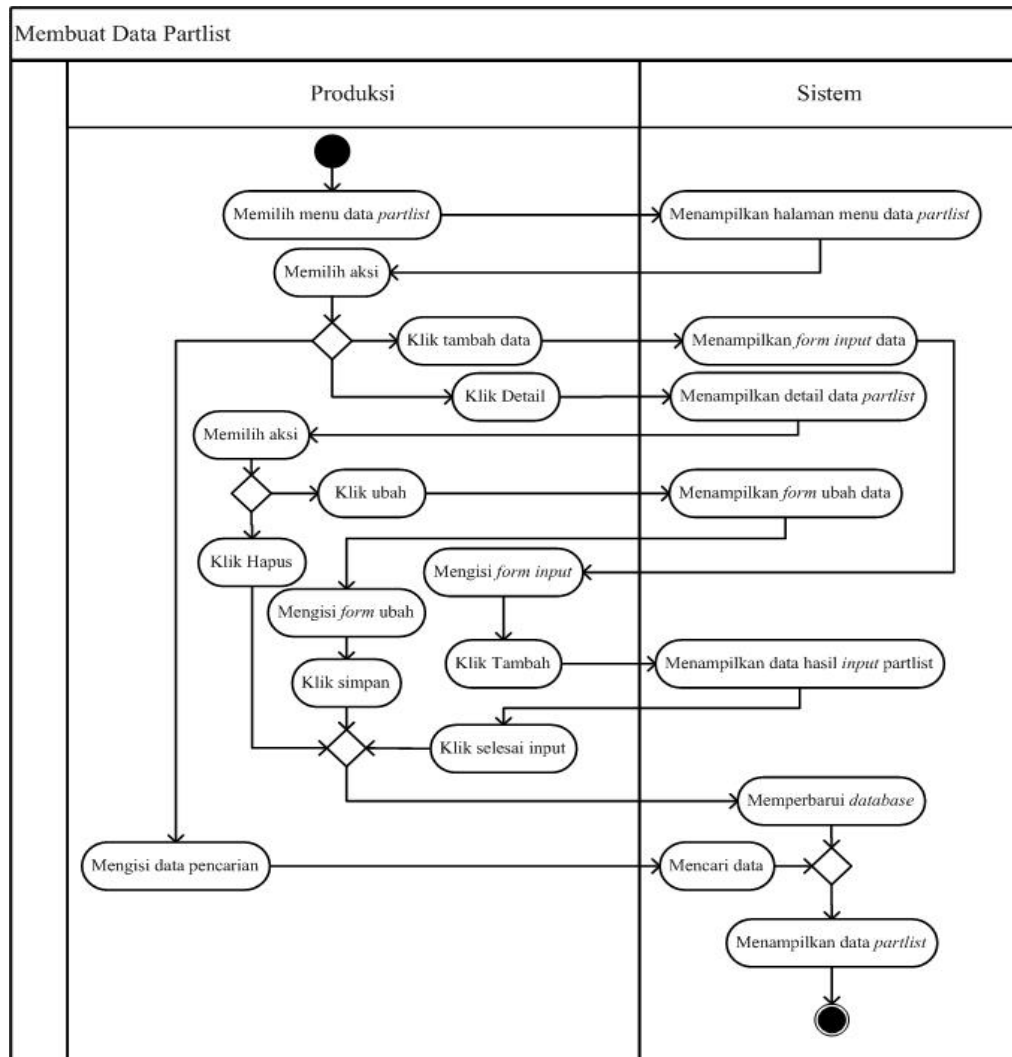 Membuat Data Partlist
Produksi
Sistem
Memilih menu data partlist
Menampilkan halaman menu data partlist
Memilih aksi
Klik tambah data
Menampilkan form input data
Klik Detail
Menampilkan detail data partlist
Memilih aksi
Klik ubah
Menampilkan form ubah data
Klik Hapus
Mengisi form input
Mengisi form ubah
Klik Tambah
Menampilkan data hasil input partlist
Klik simpan
Klik selesai input
Memperbarui database
Mengisi data pencarian
Mencari data
Menampilkan data partlist